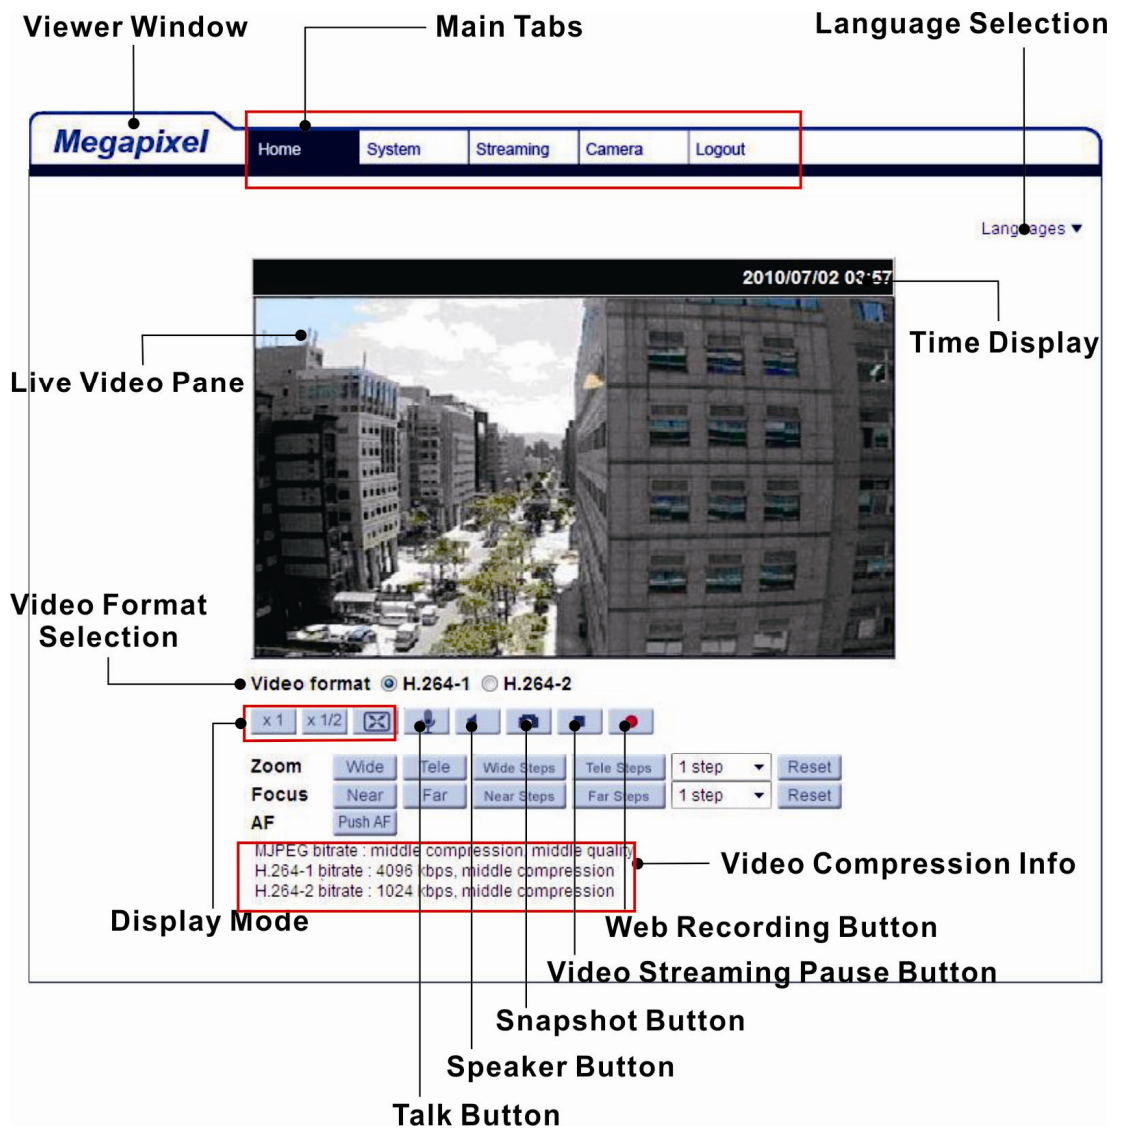 Viewer Window
Main Tabs
Language Selection
Megapixel
Home
System
Streaming
Camera
Logout
Languages
2010/07/02 03:57
Time Display
Live Video Pane
Video Format
Selection
Video format H.264-1 H.264-2
x 1
x 1/2
Zoom Wide Tele Wide Steps Tele Steps 1 step Reset
Focus Near Far Near Steps Far Steps 1 step Reset
AF Push AF
MJPEG bitrate : middle compression, middle quality
H.264-1 bitrate : 4096 kbps, middle compression
H.264-2 bitrate : 1024 kbps, middle compression
Video Compression Info
Display Mode
Web Recording Button
Video Streaming Pause Button
Snapshot Button
Speaker Button
Talk Button